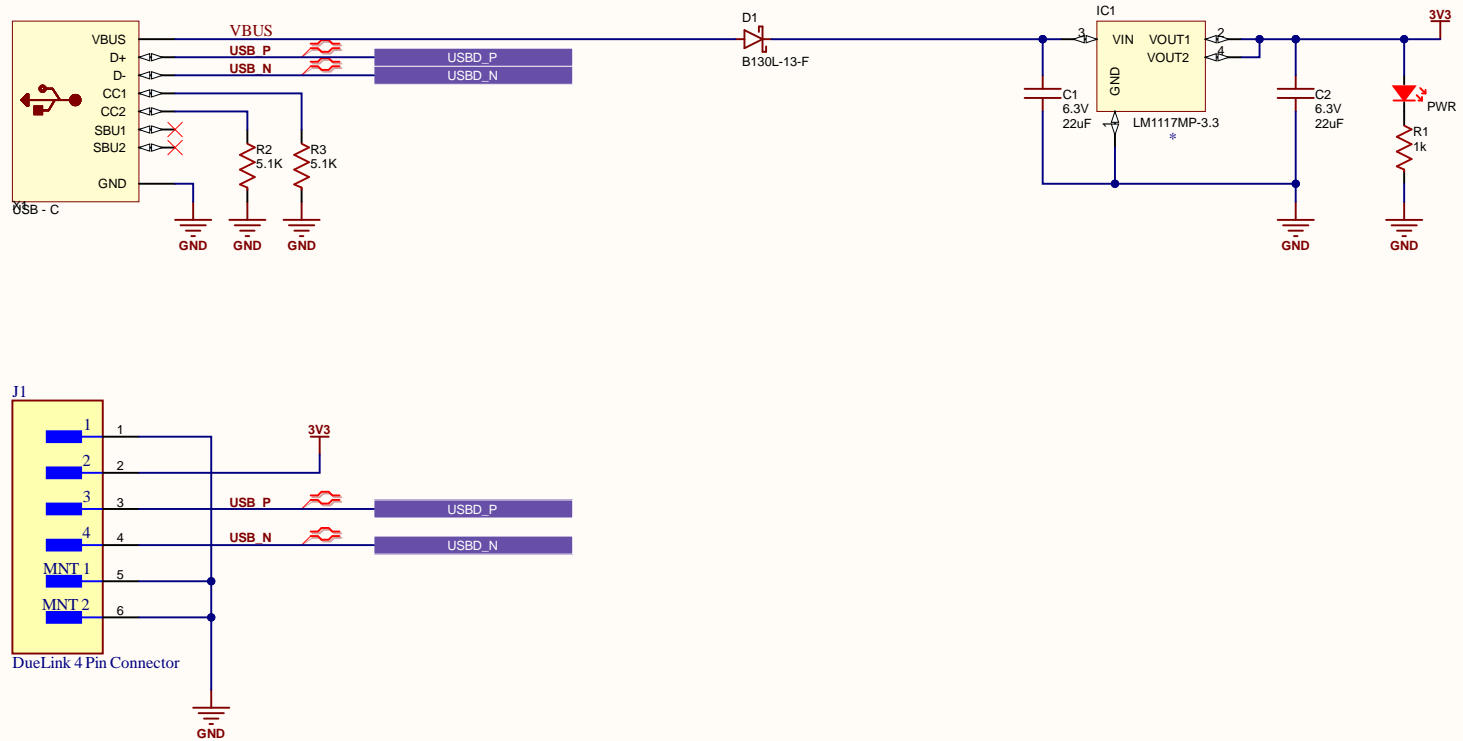 D1
IC1
3V3
VBUS
VBUS
3
VIN
VOUT1
2
D+
USB_P
USBD_P
B130L-13-F
VOUT2
4
D-
USB_N
USBD_N
GND
CC1
C1
6.3V
22uF
C2
6.3V
22uF
PWR
CC2
1
LM1117MP-3.3
*
SBU1
R1
1k
SBU2
R2
5.1K
R3
5.1K
GND
X1
USB - C
GND
GND
GND
GND
GND
J1
1
1
3V3
2
2
3
3
USB_P
USBD_P
4
4
USB_N
USBD_N
MNT 1
5
MNT 2
6
DueLink 4 Pin Connector
GND